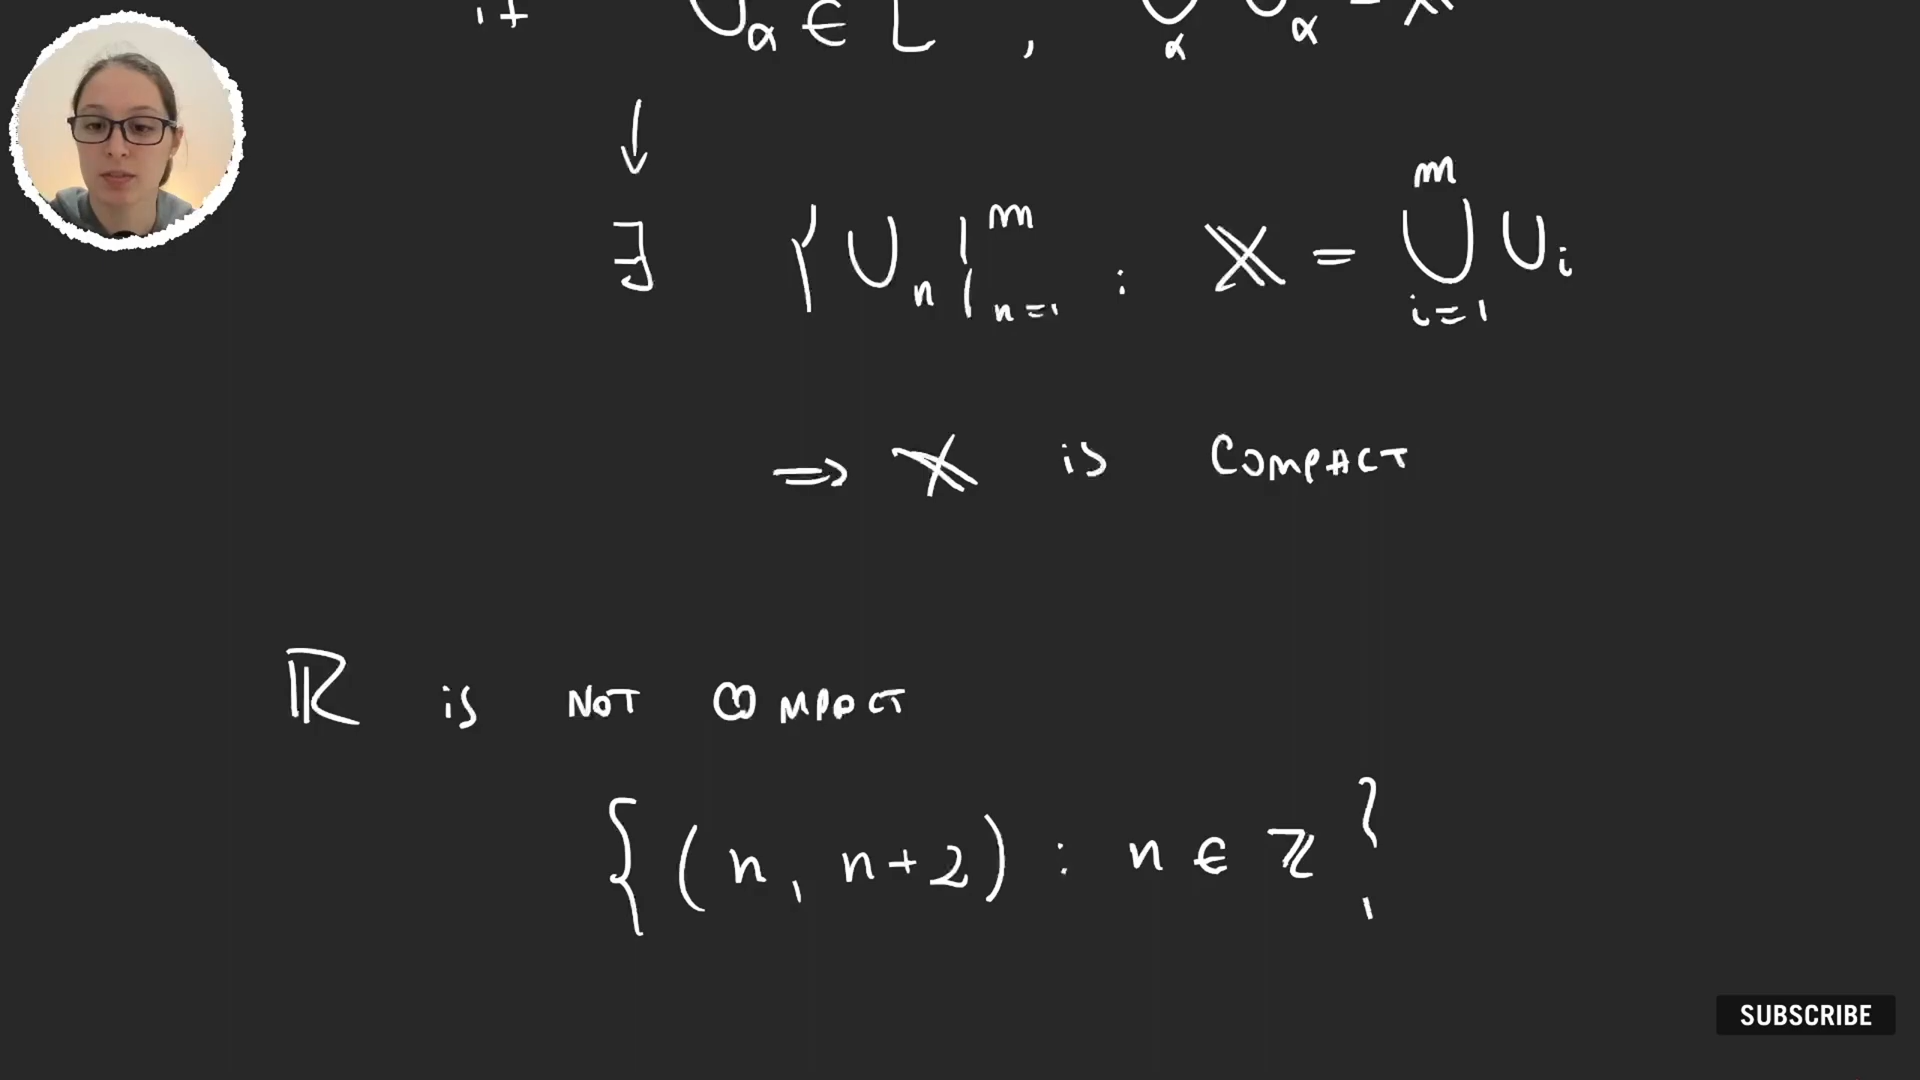 if U_α ∈ τ , ⋃_α U_α = X
↓
∃ {U_n}_{n=1}^m : X = ⋃_{i=1}^m U_i
⇒ X is COMPACT
ℝ is NOT COMPACT
{(n, n+2) : n ∈ ℤ}
SUBSCRIBE